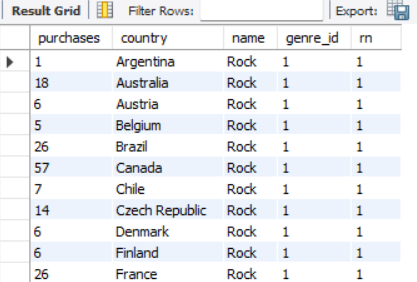 Result Grid Filter Rows: Export:
purchases country name genre_id rn
1 Argentina Rock 1 1
18 Australia Rock 1 1
6 Austria Rock 1 1
5 Belgium Rock 1 1
26 Brazil Rock 1 1
57 Canada Rock 1 1
7 Chile Rock 1 1
14 Czech Republic Rock 1 1
6 Denmark Rock 1 1
6 Finland Rock 1 1
26 France Rock 1 1